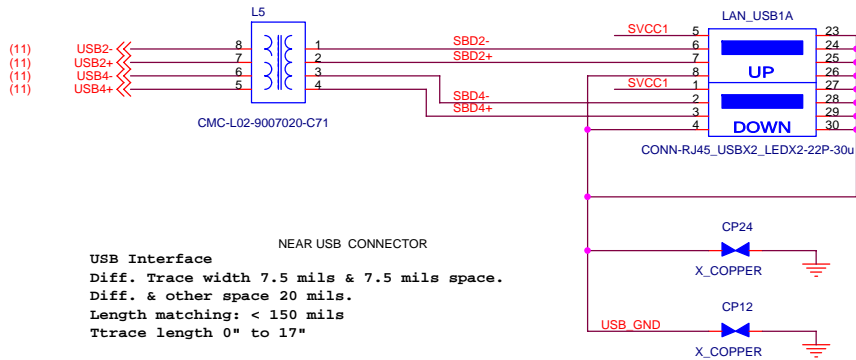 L5
LAN_USB1A
(11) USB2- 8 1 SBD2- SVCC1 5 23
(11) USB2+ 7 2 SBD2+ 6 24
(11) USB4- 6 3 7 25
(11) USB4+ 5 4 8 UP 26
SVCC1 1 27
SBD4- 2 28
SBD4+ 3 29
4 DOWN 30
CMC-L02-9007020-C71
CONN-RJ45_USBX2_LEDX2-22P-30u
NEAR USB CONNECTOR
USB Interface
Diff. Trace width 7.5 mils & 7.5 mils space.
Diff. & other space 20 mils.
Length matching: < 150 mils
Ttrace length 0" to 17"
CP24
X_COPPER
CP12
USB_GND
X_COPPER